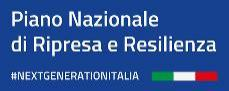 Piano Nazionale
di Ripresa e Resilienza
#NEXTGENERATIONITALIA